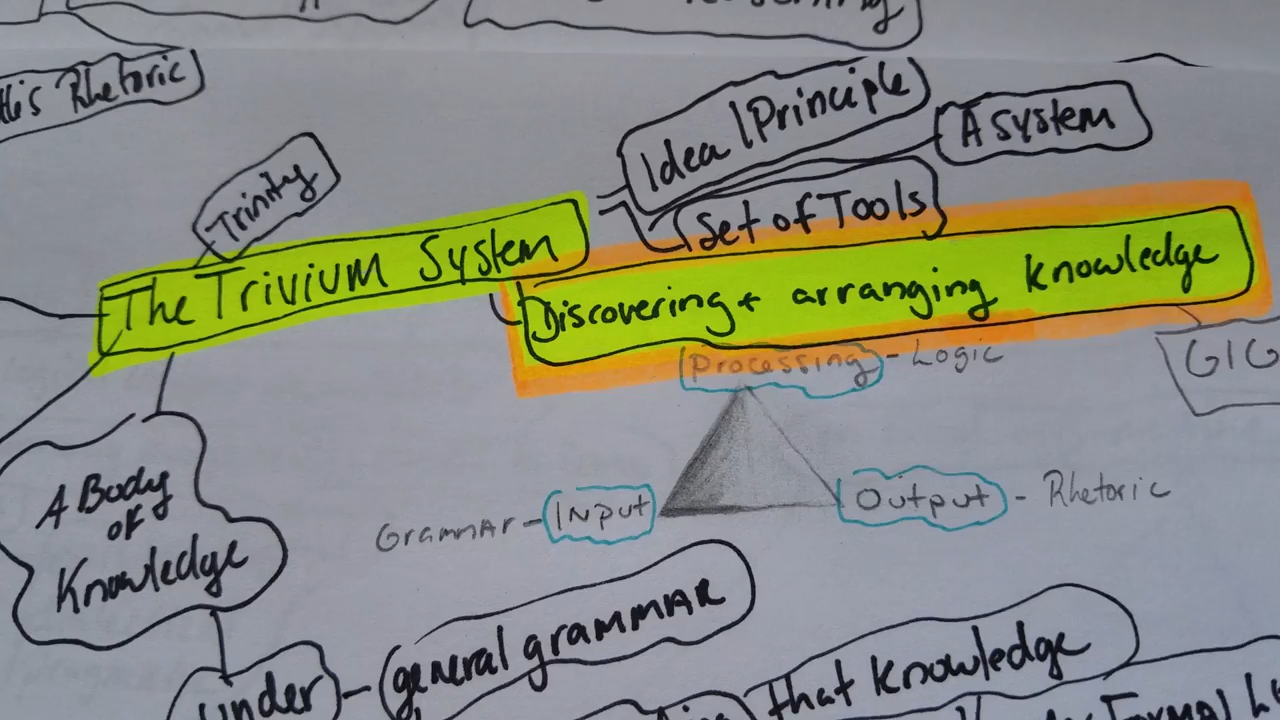 Rhetoric
Idea/Principle
A System
Trinity
Set of Tools
The Trivium System
Discovering + arranging knowledge
Processing - Logic
GIG
Grammar - Input
Output - Rhetoric
A Body
of
Knowledge
general grammar
under
that knowledge
Formal